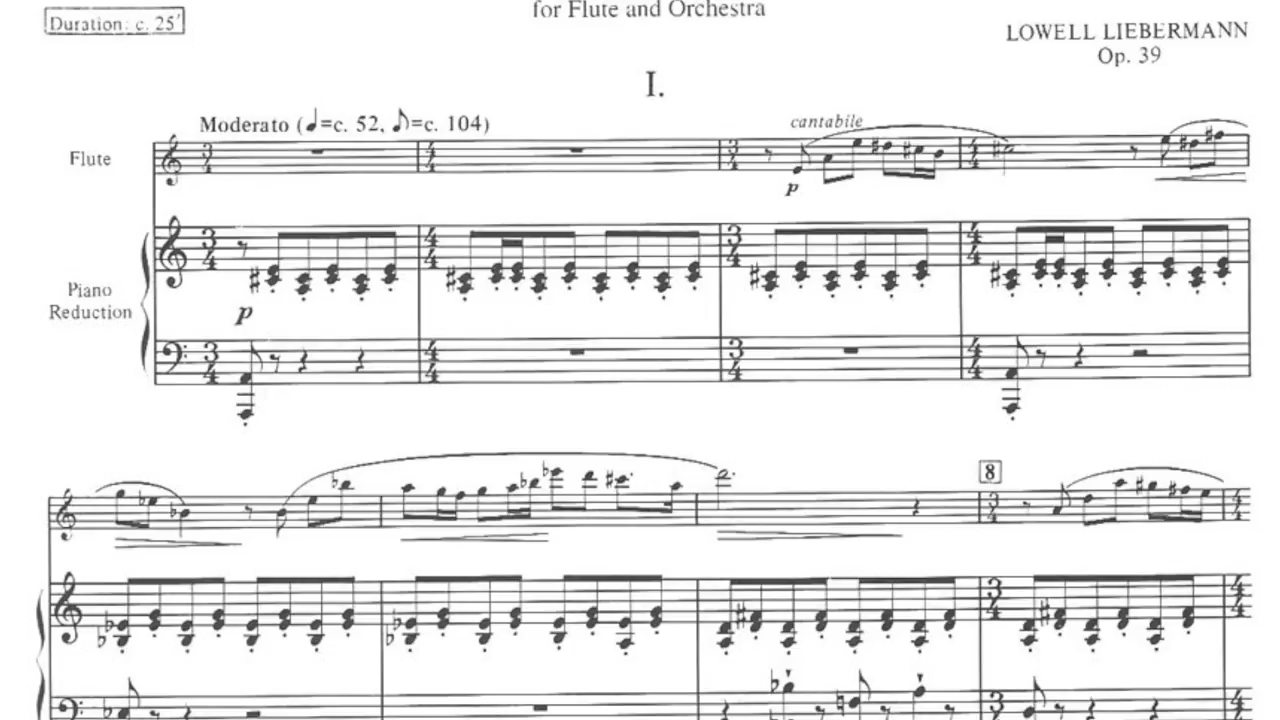 Duration: c. 25′
for Flute and Orchestra
LOWELL LIEBERMANN
Op. 39
I.
Moderato (♩=c. 52, ♪=c. 104)
cantabile
Flute
p
Piano
Reduction
p
8